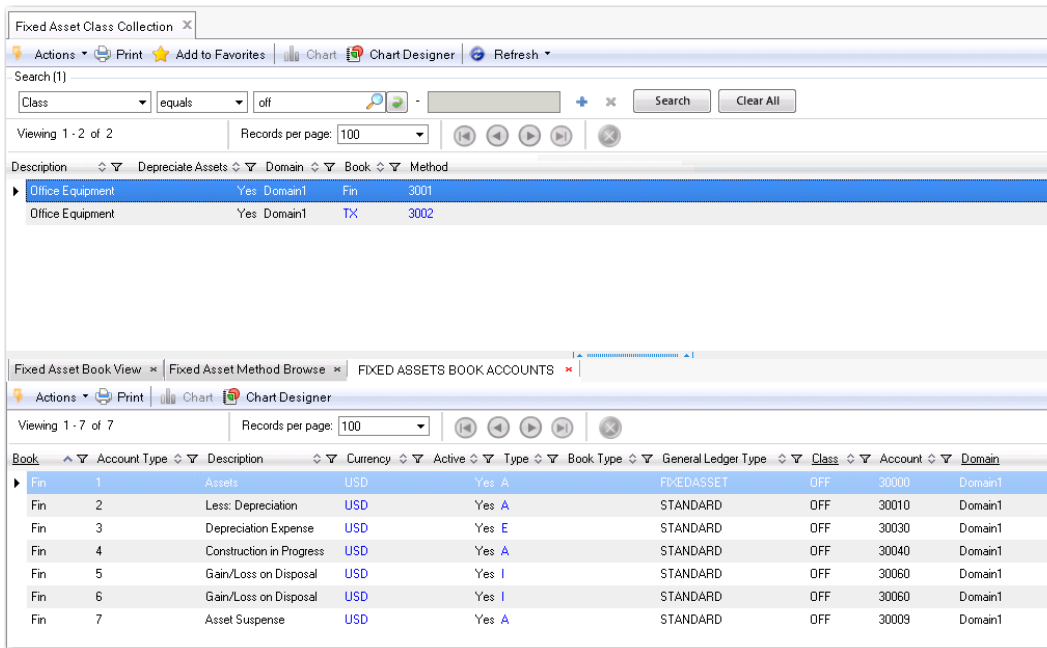 Fixed Asset Class Collection
Actions Print Add to Favorites Chart Chart Designer Refresh
Search (1)
Class equals off - Search Clear All
Viewing 1 - 2 of 2 Records per page: 100
Description Depreciate Assets Domain Book Method
Office Equipment Yes Domain1 Fin 3001
Office Equipment Yes Domain1 TX 3002
Fixed Asset Book View Fixed Asset Method Browse FIXED ASSETS BOOK ACCOUNTS
Actions Print Chart Chart Designer
Viewing 1 - 7 of 7 Records per page: 100
Book Account Type Description Currency Active Type Book Type General Ledger Type Class Account Domain
Fin 1 Assets USD Yes A FIXEDASSET OFF 30000 Domain1
Fin 2 Less: Depreciation USD Yes A STANDARD OFF 30010 Domain1
Fin 3 Depreciation Expense USD Yes E STANDARD OFF 30030 Domain1
Fin 4 Construction in Progress USD Yes A STANDARD OFF 30040 Domain1
Fin 5 Gain/Loss on Disposal USD Yes I STANDARD OFF 30060 Domain1
Fin 6 Gain/Loss on Disposal USD Yes I STANDARD OFF 30060 Domain1
Fin 7 Asset Suspense USD Yes A STANDARD OFF 30009 Domain1